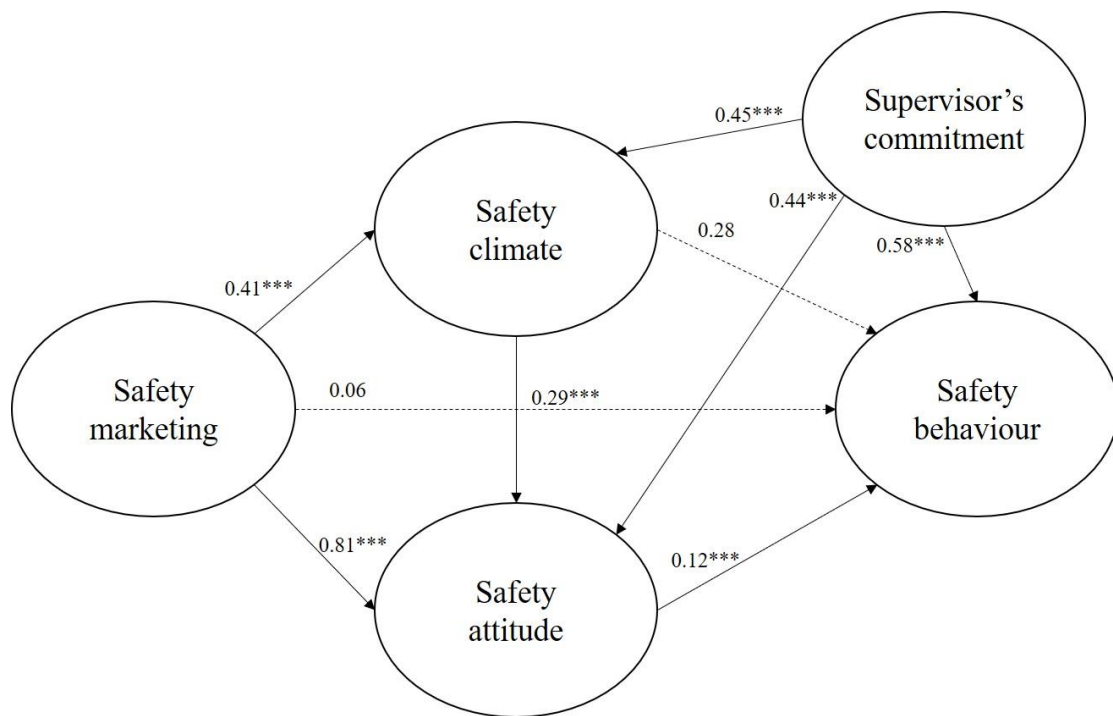 Supervisor’s
commitment
0.45***
Safety
climate
0.44***
0.28
0.58***
0.41***
Safety
marketing
0.06
0.29***
Safety
behaviour
0.81***
0.12***
Safety
attitude